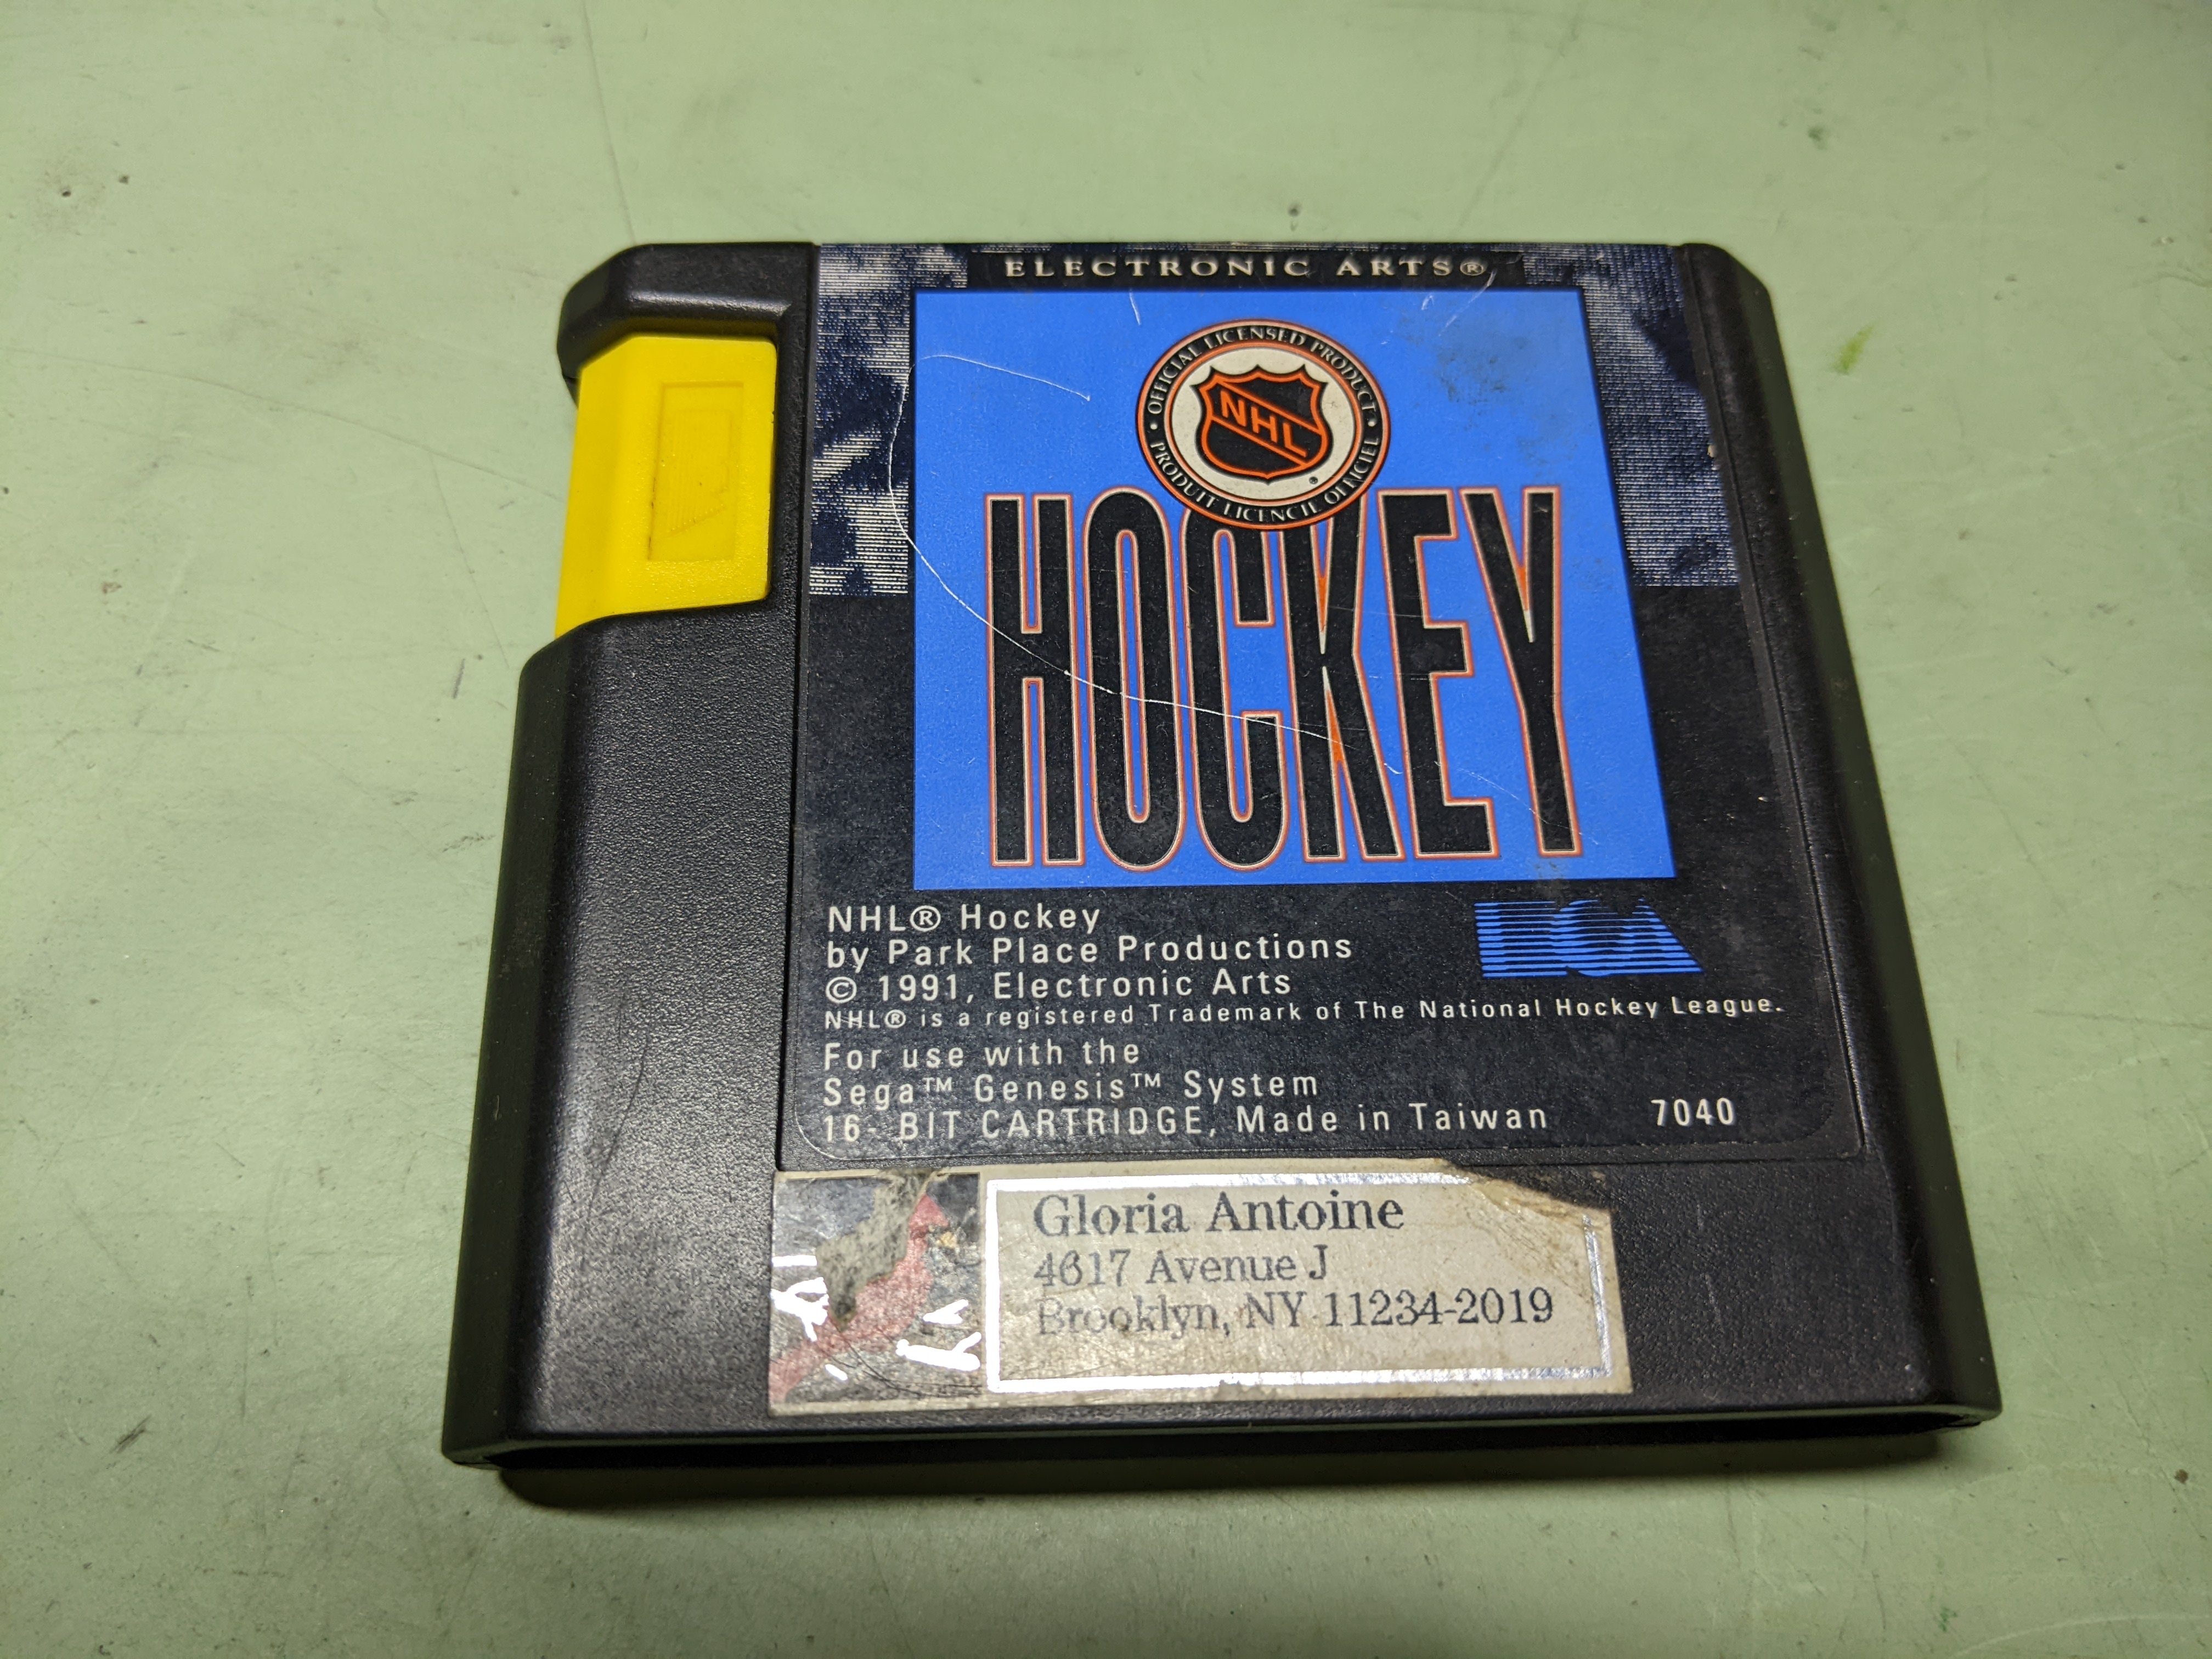 ELECTRONIC ARTS®
OFFICIAL LICENSED PRODUCT
NHL
PRODUIT LICENCIE OFICIEL
HOCKEY
NHL® Hockey
by Park Place Productions
© 1991, Electronic Arts
NHL® is a registered Trademark of The National Hockey League.
For use with the
Sega™ Genesis™ System
16- BIT CARTRIDGE, Made in Taiwan 7040
Gloria Antoine
4617 Avenue J
Brooklyn, NY 11234-2019